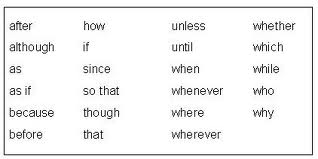 after how unless whether
although if until which
as since when while
as if so that whenever who
because though where why
before that wherever